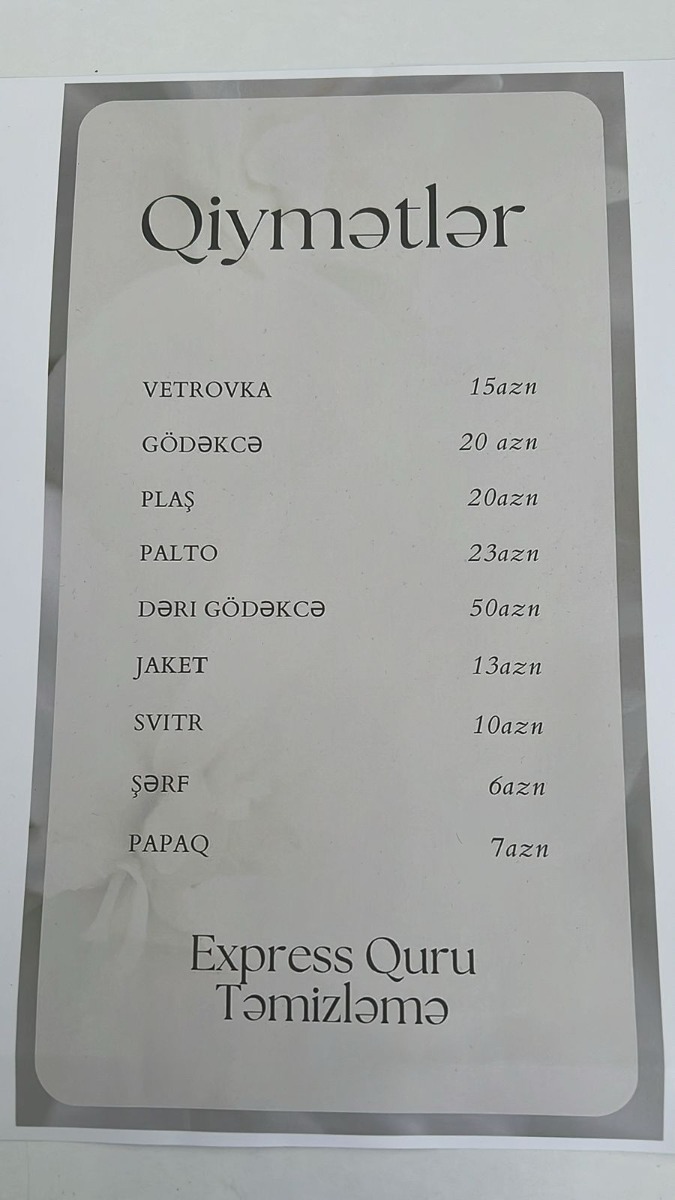 Qiymətlər
VETROVKA 15azn
GÖDƏKCƏ 20 azn
PLAŞ 20azn
PALTO 23azn
DƏRI GÖDƏKCƏ 50azn
JAKET 13azn
SVITR 10azn
ŞƏRF 6azn
PAPAQ 7azn
Express Quru
Təmizləmə